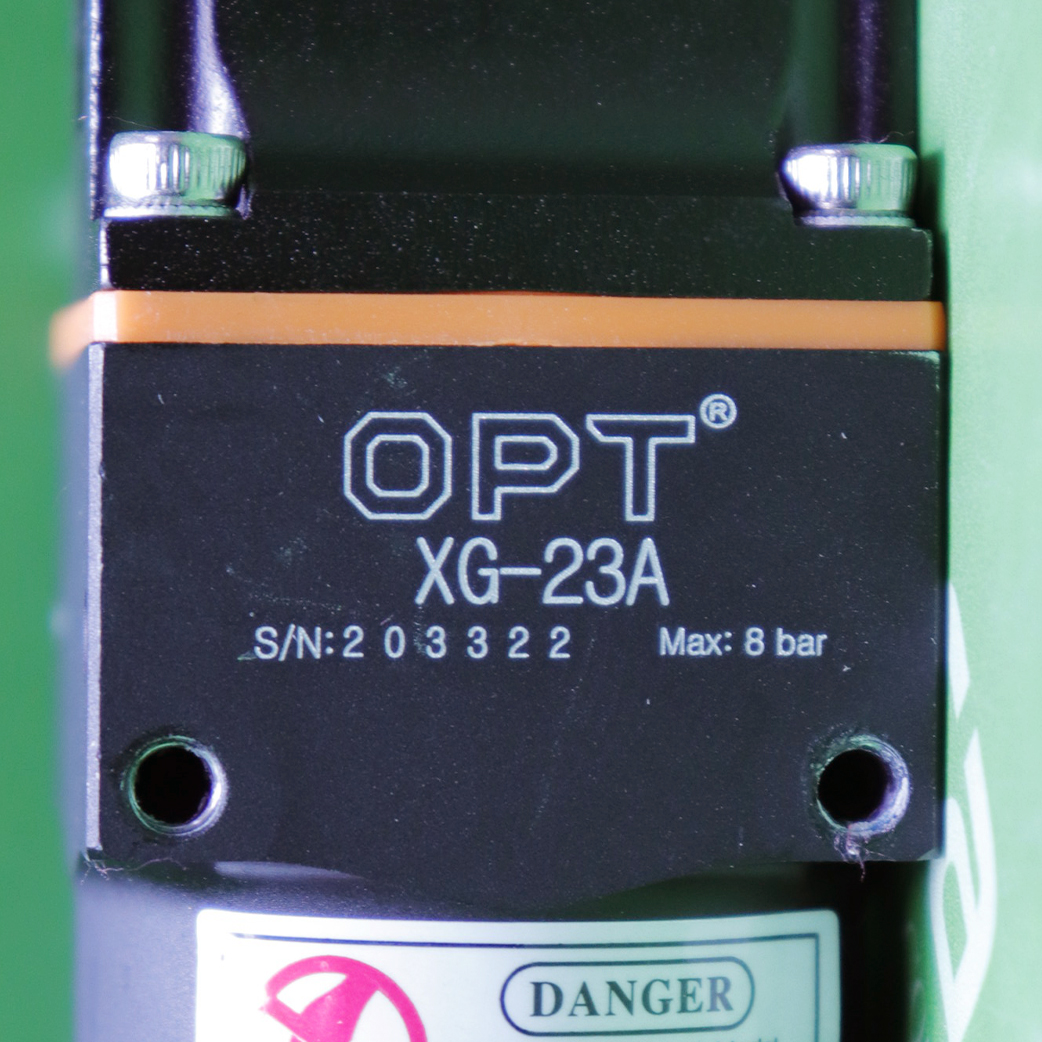 OPT®
XG-23A
S/N: 2 0 3 3 2 2 Max: 8 bar
DANGER